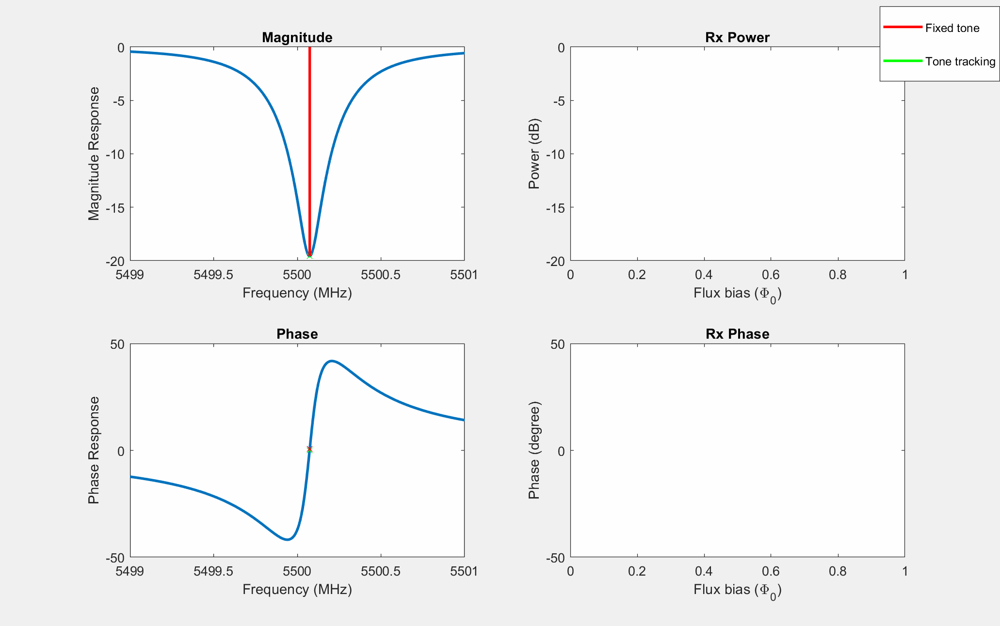 Magnitude
0
-5
-10
-15
-20
Magnitude Response
5499
5499.5
5500
5500.5
5501
Frequency (MHz)
Rx Power
0
-5
-10
-15
-20
Power (dB)
0
0.2
0.4
0.6
0.8
1
Flux bias (Φ0)
Fixed tone
Tone tracking
Phase
50
0
-50
Phase Response
5499
5499.5
5500
5500.5
5501
Frequency (MHz)
Rx Phase
50
0
-50
Phase (degree)
0
0.2
0.4
0.6
0.8
1
Flux bias (Φ0)